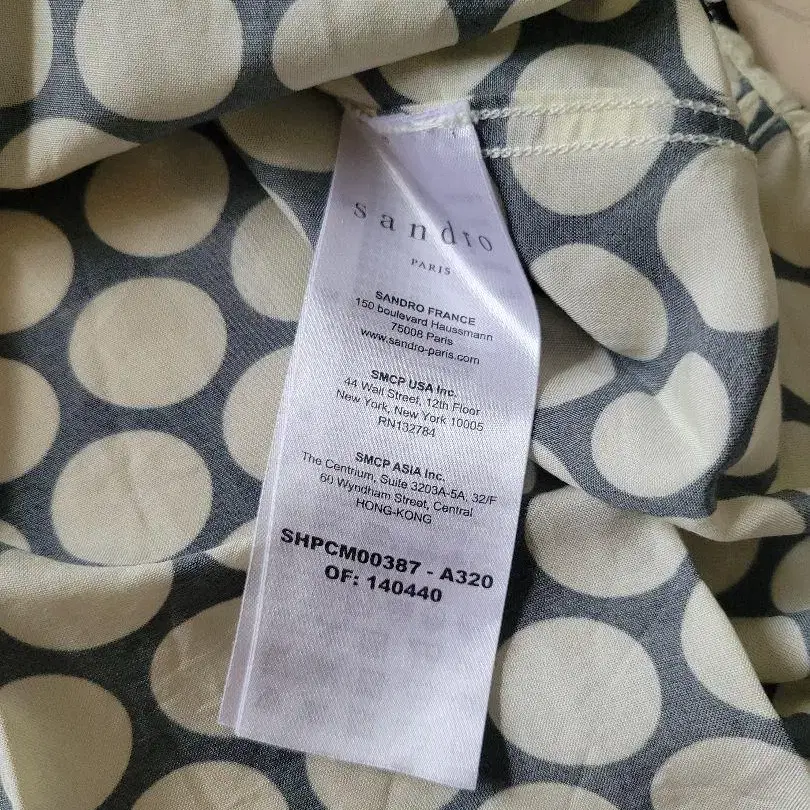 sandro
PARIS
SANDRO FRANCE
150 boulevard Haussmann
75008 Paris
www.sandro-paris.com
SMCP USA Inc.
44 Wall Street, 12th Floor
New York, New York 10005
RN132784
SMCP ASIA Inc.
The Centrium, Suite 3203A-5A, 32/F
60 Wyndham Street, Central
HONG-KONG
SHPCM00387 - A320
OF: 140440